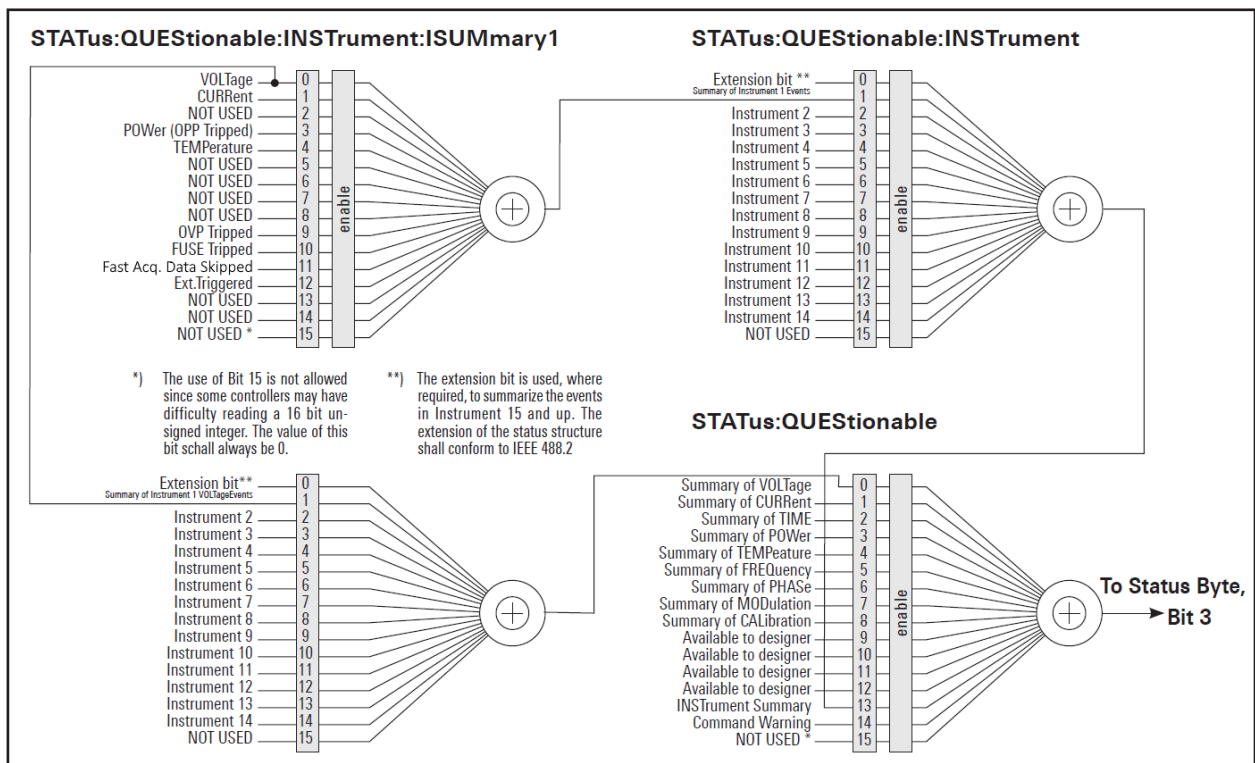 STATus:QUEStionable:INSTrument:ISUMmary1
VOLTage 0
CURRent 1
NOT USED 2
POWer (OPP Tripped) 3
TEMPerature 4
NOT USED 5
NOT USED 6
NOT USED 7
NOT USED 8
OVP Tripped 9
FUSE Tripped 10
Fast Acq. Data Skipped 11
Ext.Triggered 12
NOT USED 13
NOT USED 14
NOT USED * 15
enable
STATus:QUEStionable:INSTrument
Extension bit ** 0
Summary of Instrument 1 Events 1
Instrument 2 2
Instrument 3 3
Instrument 4 4
Instrument 5 5
Instrument 6 6
Instrument 7 7
Instrument 8 8
Instrument 9 9
Instrument 10 10
Instrument 11 11
Instrument 12 12
Instrument 13 13
Instrument 14 14
NOT USED 15
enable
*) The use of Bit 15 is not allowed
since some controllers may have
difficulty reading a 16 bit un-
signed integer. The value of this
bit schall always be 0.
**) The extension bit is used, where
required, to summarize the events
in Instrument 15 and up. The
extension of the status structure
shall conform to IEEE 488.2
Extension bit** 0
Summary of Instrument 1 VOLTageEvents 1
Instrument 2 2
Instrument 3 3
Instrument 4 4
Instrument 5 5
Instrument 6 6
Instrument 7 7
Instrument 8 8
Instrument 9 9
Instrument 10 10
Instrument 11 11
Instrument 12 12
Instrument 13 13
Instrument 14 14
NOT USED 15
STATus:QUEStionable
Summary of VOLTage 0
Summary of CURRent 1
Summary of TIME 2
Summary of POWer 3
Summary of TEMPeature 4
Summary of FREQuency 5
Summary of PHASe 6
Summary of MODulation 7
Summary of CALibration 8
Available to designer 9
Available to designer 10
Available to designer 11
Available to designer 12
INSTrument Summary 13
Command Warning 14
NOT USED * 15
enable
To Status Byte,
Bit 3